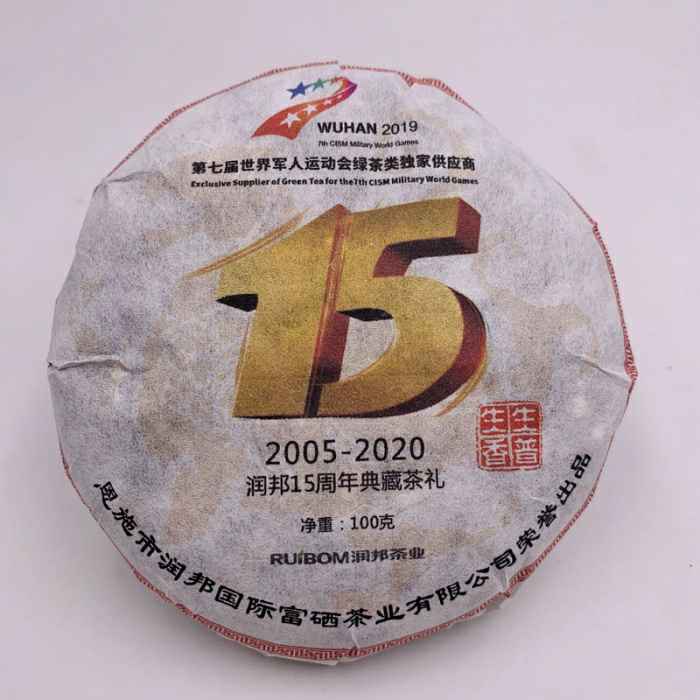 WUHAN 2019
7th CISM Military World Games
第七届世界军人运动会绿茶类独家供应商
Exclusive Supplier of Green Tea for the7th CISM Military World Games
15
2005-2020
润邦15周年典藏茶礼
净重：100克
RUiBOM润邦茶业
生普
生香
恩施市润邦国际富硒茶业有限公司荣誉出品